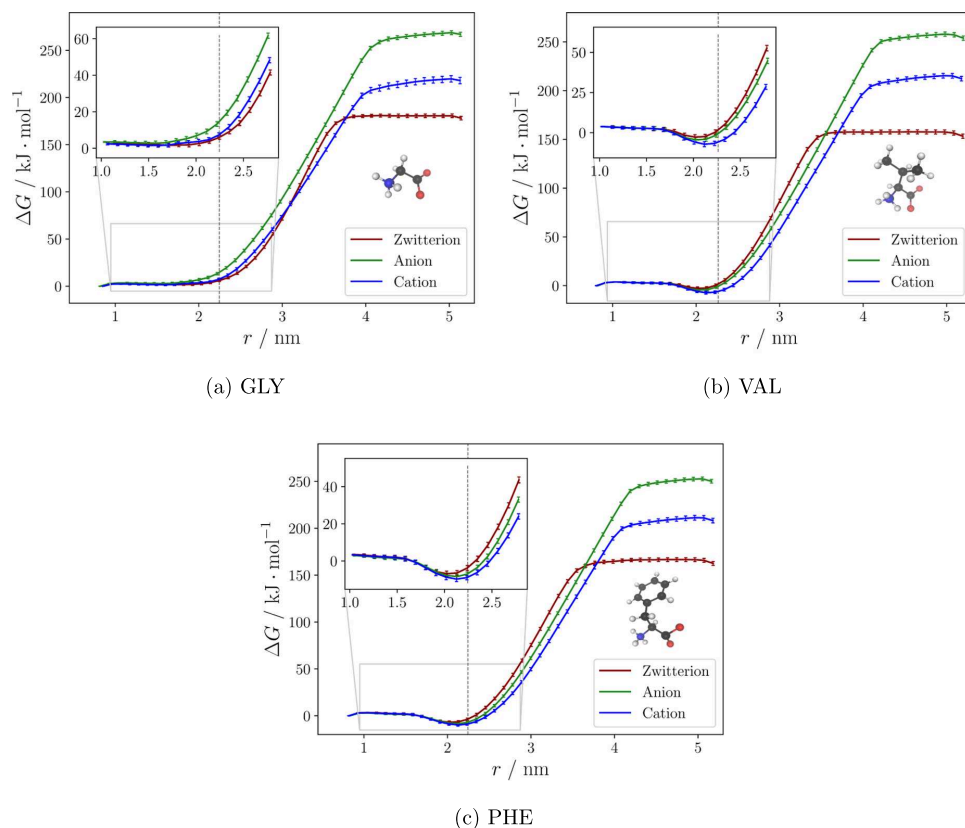 ΔG / kJ · mol⁻¹
250
200
150
100
50
0
60
40
20
0
1.0 1.5 2.0 2.5
Zwitterion
Anion
Cation
1 2 3 4 5
r / nm
(a) GLY
ΔG / kJ · mol⁻¹
250
200
150
100
50
0
50
25
0
1.0 1.5 2.0 2.5
Zwitterion
Anion
Cation
1 2 3 4 5
r / nm
(b) VAL
ΔG / kJ · mol⁻¹
250
200
150
100
50
0
40
20
0
1.0 1.5 2.0 2.5
Zwitterion
Anion
Cation
1 2 3 4 5
r / nm
(c) PHE